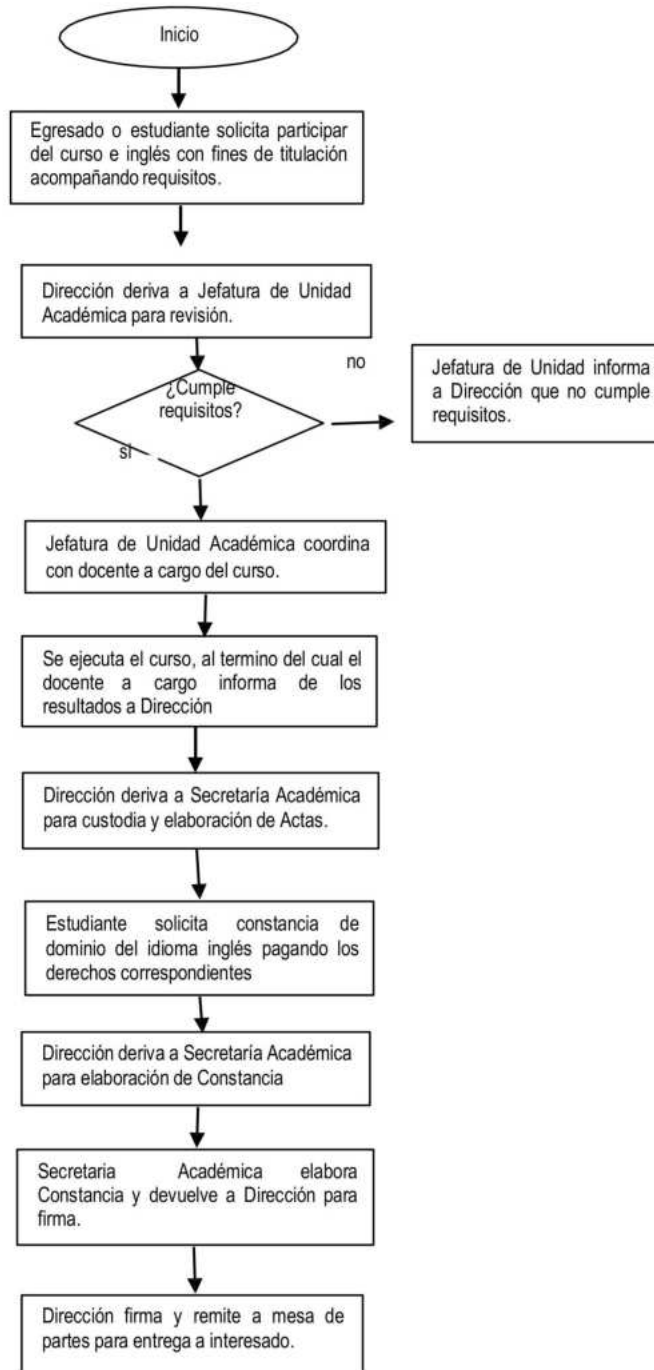 Inicio
Egresado o estudiante solicita participar
del curso e inglés con fines de titulación
acompañando requisitos.
Dirección deriva a Jefatura de Unidad
Académica para revisión.
no
Jefatura de Unidad informa
a Dirección que no cumple
requisitos.
¿Cumple
requisitos?
si
Jefatura de Unidad Académica coordina
con docente a cargo del curso.
Se ejecuta el curso, al termino del cual el
docente a cargo informa de los
resultados a Dirección
Dirección deriva a Secretaría Académica
para custodia y elaboración de Actas.
Estudiante solicita constancia de
dominio del idioma inglés pagando los
derechos correspondientes
Dirección deriva a Secretaría Académica
para elaboración de Constancia
Secretaria Académica elabora
Constancia y devuelve a Dirección para
firma.
Dirección firma y remite a mesa de
partes para entrega a interesado.